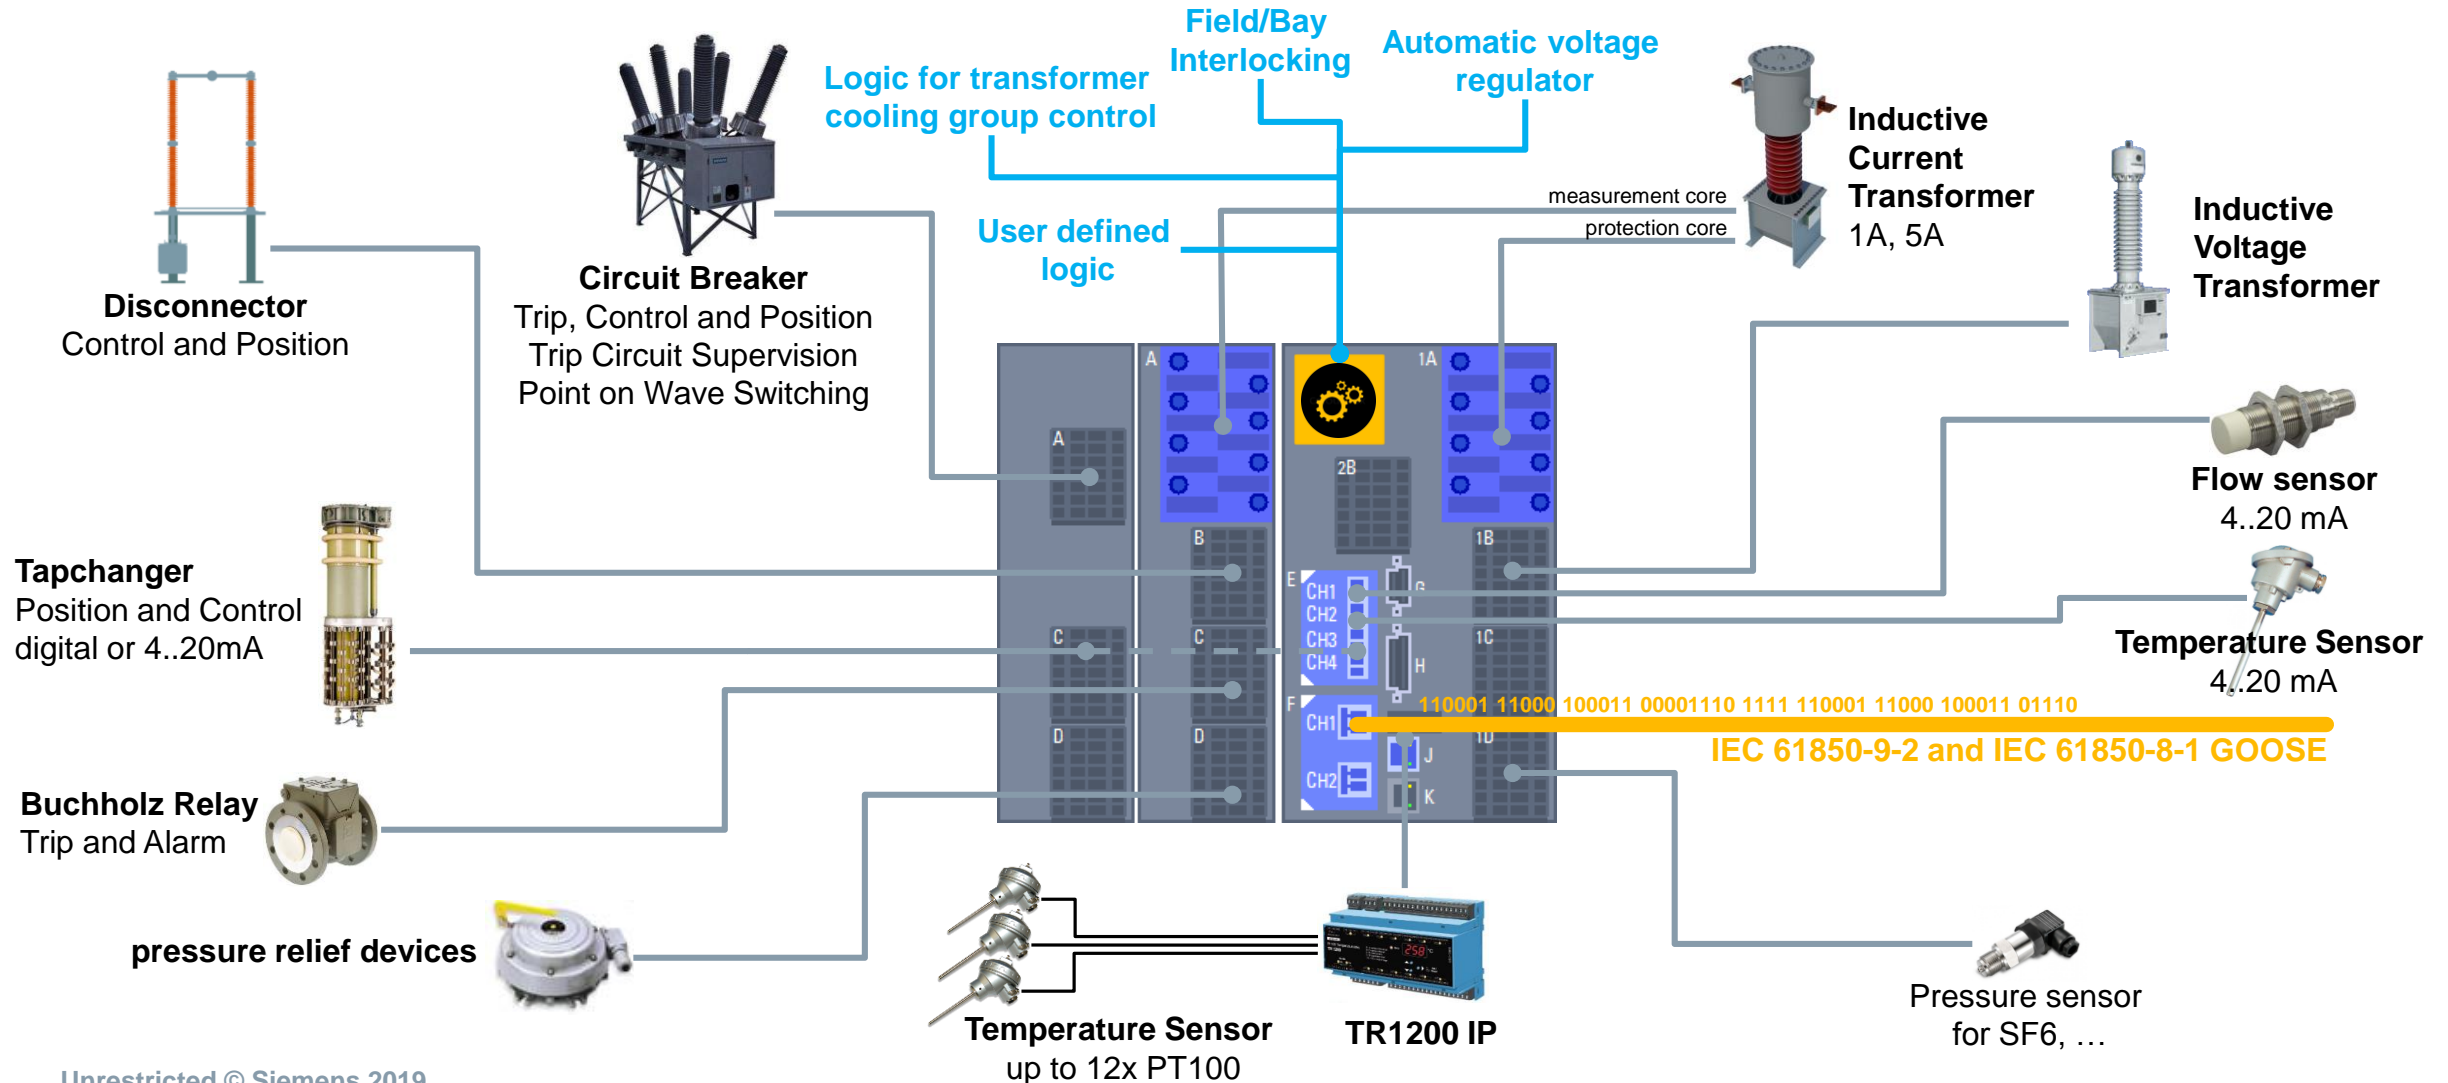 Field/Bay
Interlocking
Automatic voltage
regulator
Logic for transformer
cooling group control
User defined
logic
measurement core
protection core
Inductive
Current
Transformer
1A, 5A
Inductive
Voltage
Transformer
Disconnector
Control and Position
Circuit Breaker
Trip, Control and Position
Trip Circuit Supervision
Point on Wave Switching
Flow sensor
4..20 mA
Temperature Sensor
4..20 mA
Tapchanger
Position and Control
digital or 4..20mA
A
C
D
A
B
C
D
1A
2B
1B
1C
1D
E
CH1
CH2
CH3
CH4
G
H
F
CH1
CH2
J
K
110001 11000 100011 00001110 1111 110001 11000 100011 01110
IEC 61850-9-2 and IEC 61850-8-1 GOOSE
Buchholz Relay
Trip and Alarm
pressure relief devices
Temperature Sensor
up to 12x PT100
TR1200 IP
Pressure sensor
for SF6, …
Unrestricted © Siemens 2019